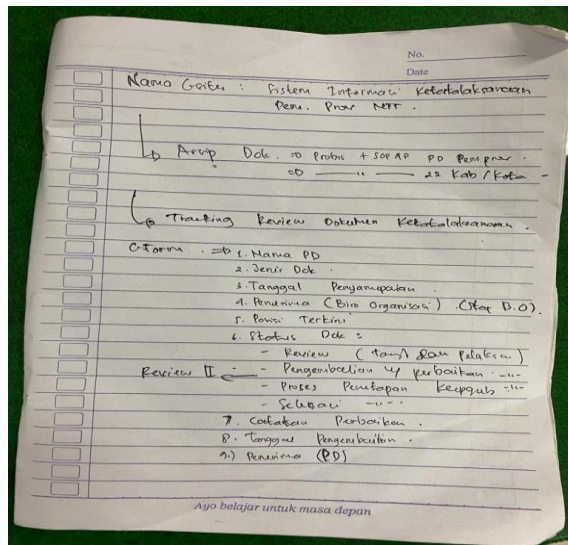 No.
Date
Nama Gsites : Sistem Informasi Ketatalaksanaan
Pem. Prov NTT .
Arsip Dok. => Probis + SOP AP PD Pemprov .
=> —— " —— 22 Kab / Kota -
Tracking Review Dokumen Ketatalaksanaan .
G-Form . => 1. Nama PD
2. Jenis Dok .
3. Tanggal Penyampaian .
4. Penerima (Biro Organisasi) (Staf B.O).
5. Posisi Terkini
6. Status Dok :
- Review ( tanggal dan Pelaksana )
Review II - Pengembalian u/ perbaikan -"-
- Proses Penetapan Kepgub -"-
- Selesai -"-
7. Catatan Perbaikan .
8. Tanggal Pengembalian .
9.) Penerima (PD)
Ayo belajar untuk masa depan